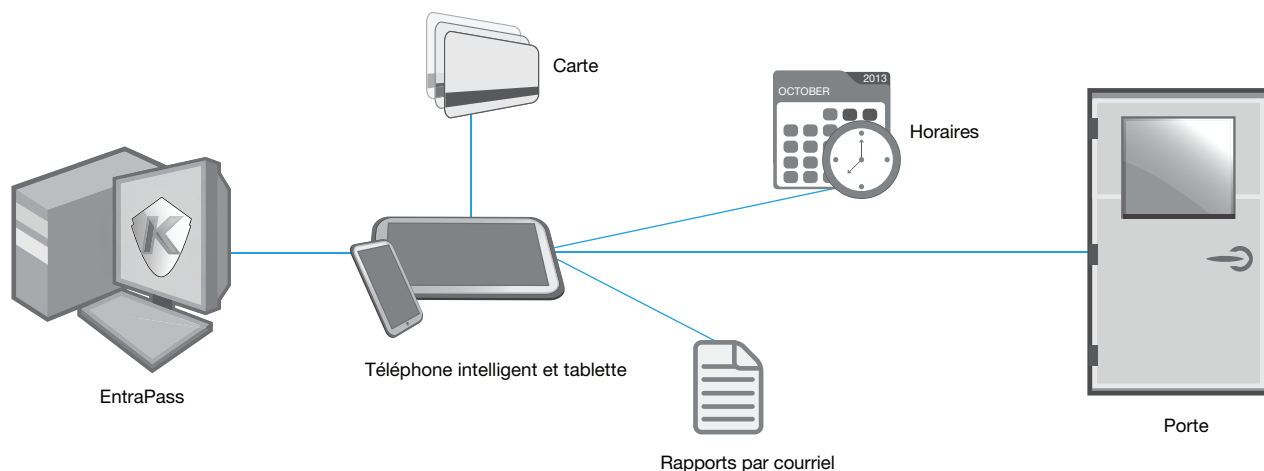 Carte
2013
OCTOBER
Horaires
K
Téléphone intelligent et tablette
EntraPass
Porte
Rapports par courriel